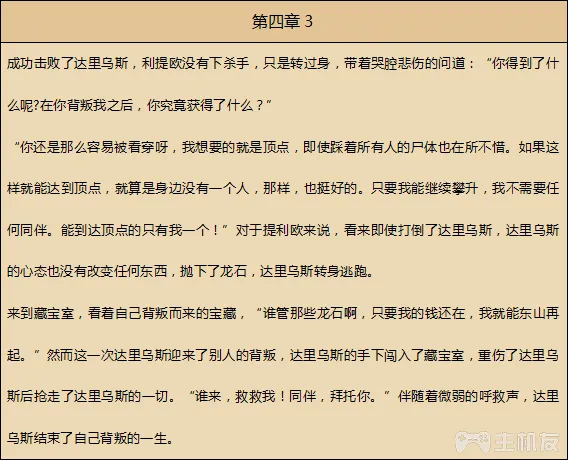 第四章 3
成功击败了达里乌斯，利提欧没有下杀手，只是转过身，带着哭腔悲伤的问道：“你得到了什
么呢?在你背叛我之后，你究竟获得了什么？”
“你还是那么容易被看穿呀，我想要的就是顶点，即使踩着所有人的尸体也在所不惜。如果这
样就能达到顶点，就算是身边没有一个人，那样，也挺好的。只要我能继续攀升，我不需要任
何同伴。能到达顶点的只有我一个！”对于提利欧来说，看来即使打倒了达里乌斯，达里乌斯
的心态也没有改变任何东西，抛下了龙石，达里乌斯转身逃跑。
来到藏宝室，看着自己背叛而来的宝藏，“谁管那些龙石啊，只要我的钱还在，我就能东山再
起。”然而这一次达里乌斯迎来了别人的背叛，达里乌斯的手下闯入了藏宝室，重伤了达里乌
斯后抢走了达里乌斯的一切。“谁来，救救我！同伴，拜托你。”伴随着微弱的呼救声，达里
乌斯结束了自己背叛的一生。
主机友